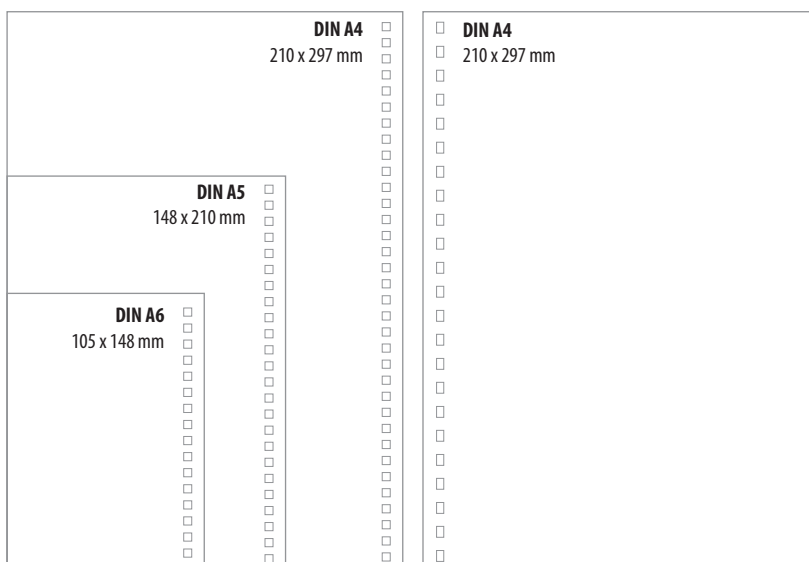 DIN A4
210 x 297 mm
DIN A5
148 x 210 mm
DIN A6
105 x 148 mm
DIN A4
210 x 297 mm